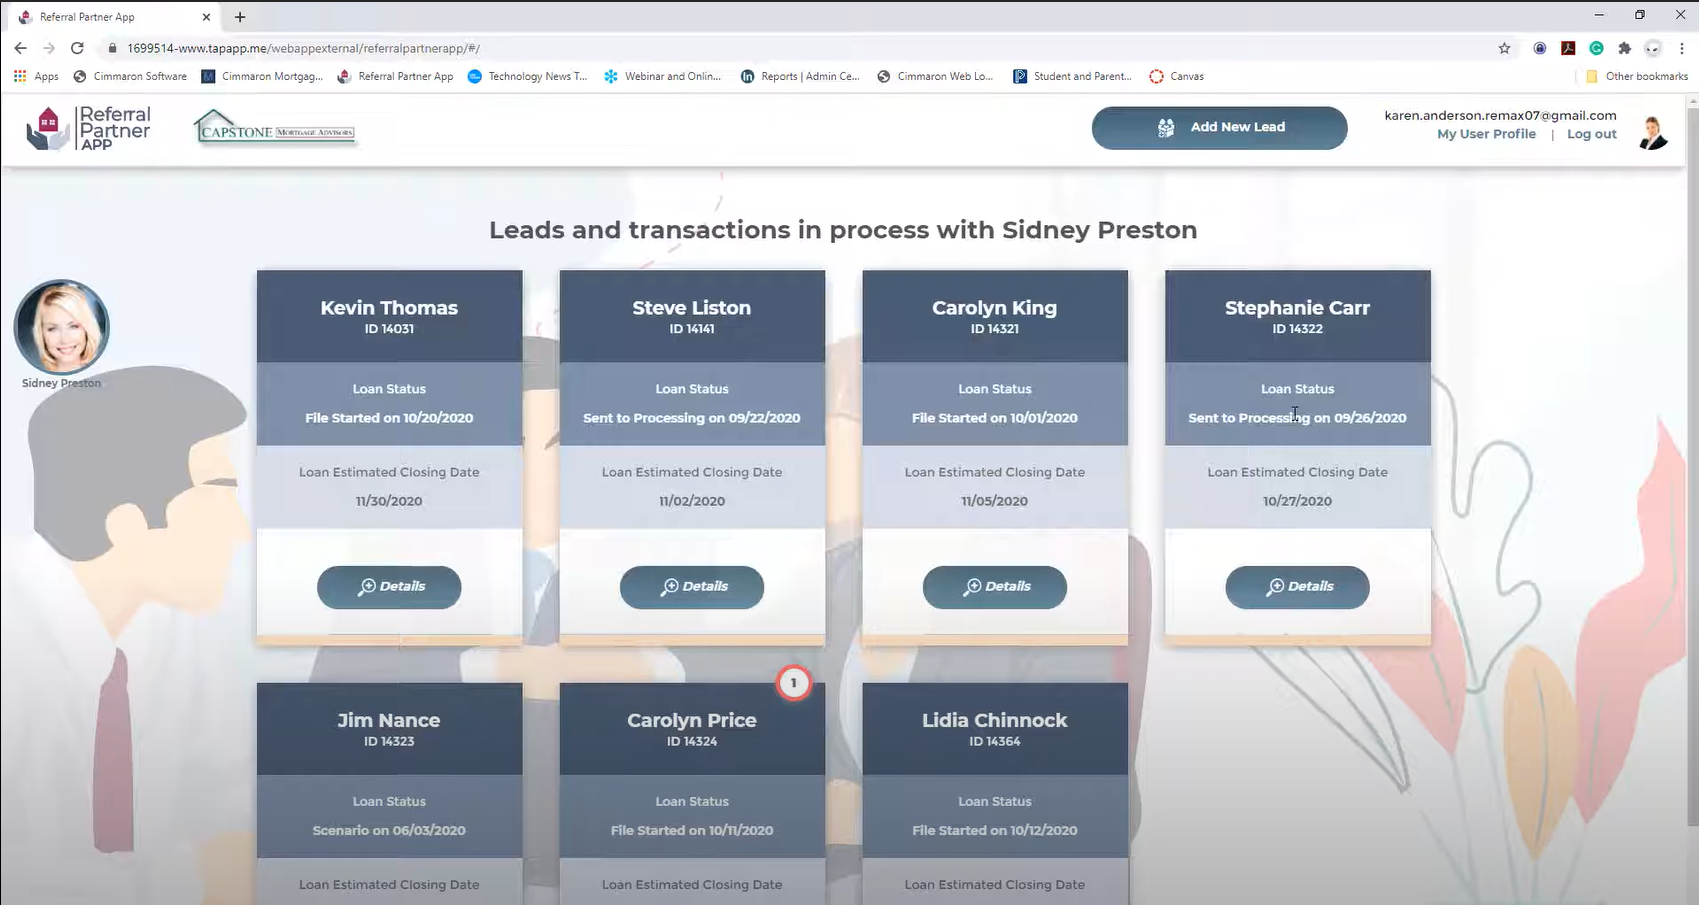 Referral Partner App
1699514-www.tapapp.me/webappexternal/referralpartnerapp/#/
Apps
Cimmaron Software
Cimmaron Mortgag...
Referral Partner App
Technology News T...
Webinar and Onlin...
Reports | Admin Ce...
Cimmaron Web Lo...
Student and Parent...
Canvas
Other bookmarks
Referral
Partner
APP
CAPSTONE MORTGAGE ADVISORS
Add New Lead
karen.anderson.remax07@gmail.com
My User Profile | Log out
Leads and transactions in process with Sidney Preston
Sidney Preston
Kevin Thomas
ID 14031
Loan Status
File Started on 10/20/2020
Loan Estimated Closing Date
11/30/2020
Details
Steve Liston
ID 14141
Loan Status
Sent to Processing on 09/22/2020
Loan Estimated Closing Date
11/02/2020
Details
Carolyn King
ID 14321
Loan Status
File Started on 10/01/2020
Loan Estimated Closing Date
11/05/2020
Details
Stephanie Carr
ID 14322
Loan Status
Sent to Processing on 09/26/2020
Loan Estimated Closing Date
10/27/2020
Details
Jim Nance
ID 14323
Loan Status
Scenario on 06/03/2020
Loan Estimated Closing Date
1
Carolyn Price
ID 14324
Loan Status
File Started on 10/11/2020
Loan Estimated Closing Date
Lidia Chinnock
ID 14364
Loan Status
File Started on 10/12/2020
Loan Estimated Closing Date